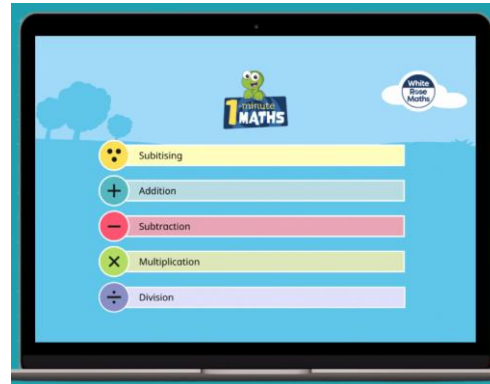 1-minute
MATHS
White
Rose
Maths
Subitising
+ Addition
− Subtraction
× Multiplication
÷ Division